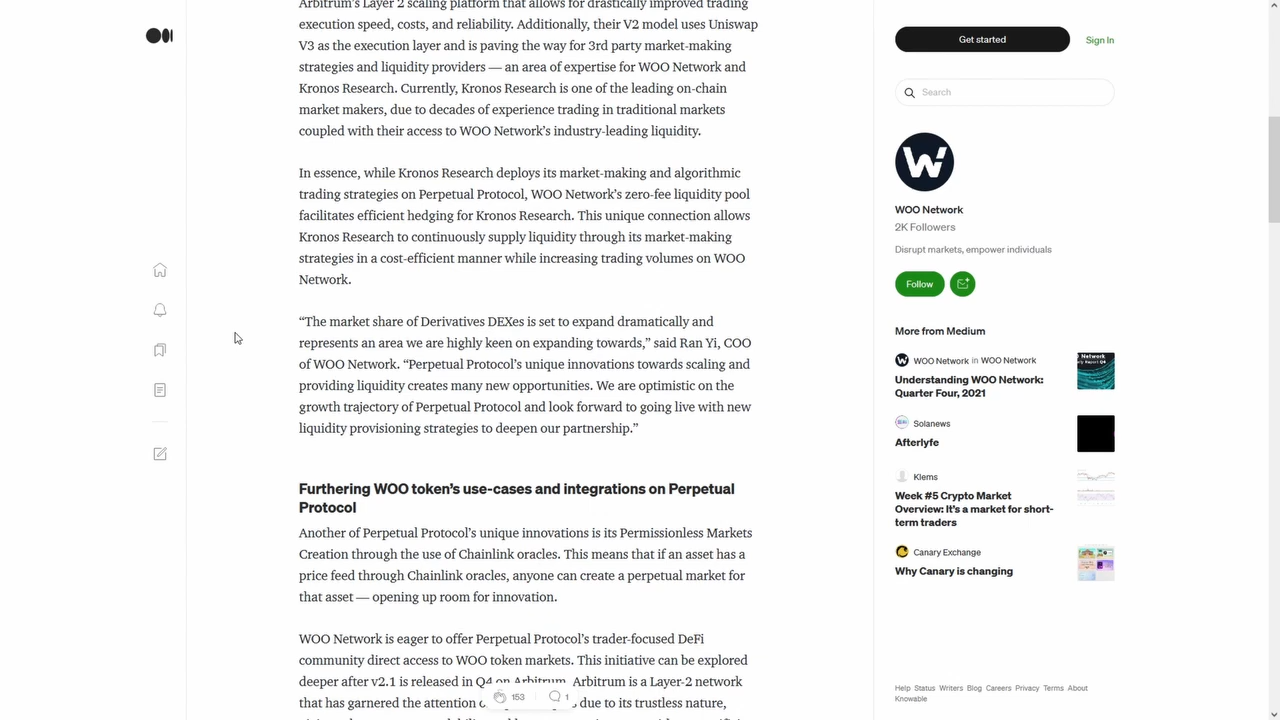 Arbitrum's Layer 2 scaling platform that allows for drastically improved trading
execution speed, costs, and reliability. Additionally, their V2 model uses Uniswap
V3 as the execution layer and is paving the way for 3rd party market-making
strategies and liquidity providers — an area of expertise for WOO Network and
Kronos Research. Currently, Kronos Research is one of the leading on-chain
market makers, due to decades of experience trading in traditional markets
coupled with their access to WOO Network's industry-leading liquidity.
In essence, while Kronos Research deploys its market-making and algorithmic
trading strategies on Perpetual Protocol, WOO Network's zero-fee liquidity pool
facilitates efficient hedging for Kronos Research. This unique connection allows
Kronos Research to continuously supply liquidity through its market-making
strategies in a cost-efficient manner while increasing trading volumes on WOO
Network.
“The market share of Derivatives DEXes is set to expand dramatically and
represents an area we are highly keen on expanding towards,” said Ran Yi, COO
of WOO Network. “Perpetual Protocol's unique innovations towards scaling and
providing liquidity creates many new opportunities. We are optimistic on the
growth trajectory of Perpetual Protocol and look forward to going live with new
liquidity provisioning strategies to deepen our partnership.”
Furthering WOO token's use-cases and integrations on Perpetual
Protocol
Another of Perpetual Protocol's unique innovations is its Permissionless Markets
Creation through the use of Chainlink oracles. This means that if an asset has a
price feed through Chainlink oracles, anyone can create a perpetual market for
that asset — opening up room for innovation.
WOO Network is eager to offer Perpetual Protocol's trader-focused DeFi
community direct access to WOO token markets. This initiative can be explored
deeper after v2.1 is released in Q4 on Arbitrum. Arbitrum is a Layer-2 network
that has garnered the attention due to its trustless nature,
153 1
Get started Sign In
Search
W
WOO Network
2K Followers
Disrupt markets, empower individuals
Follow
More from Medium
WOO Network in WOO Network
Understanding WOO Network:
Quarter Four, 2021
Solanews
Afterlyfe
Klems
Week #5 Crypto Market
Overview: It's a market for short-
term traders
Canary Exchange
Why Canary is changing
Help Status Writers Blog Careers Privacy Terms About
Knowable